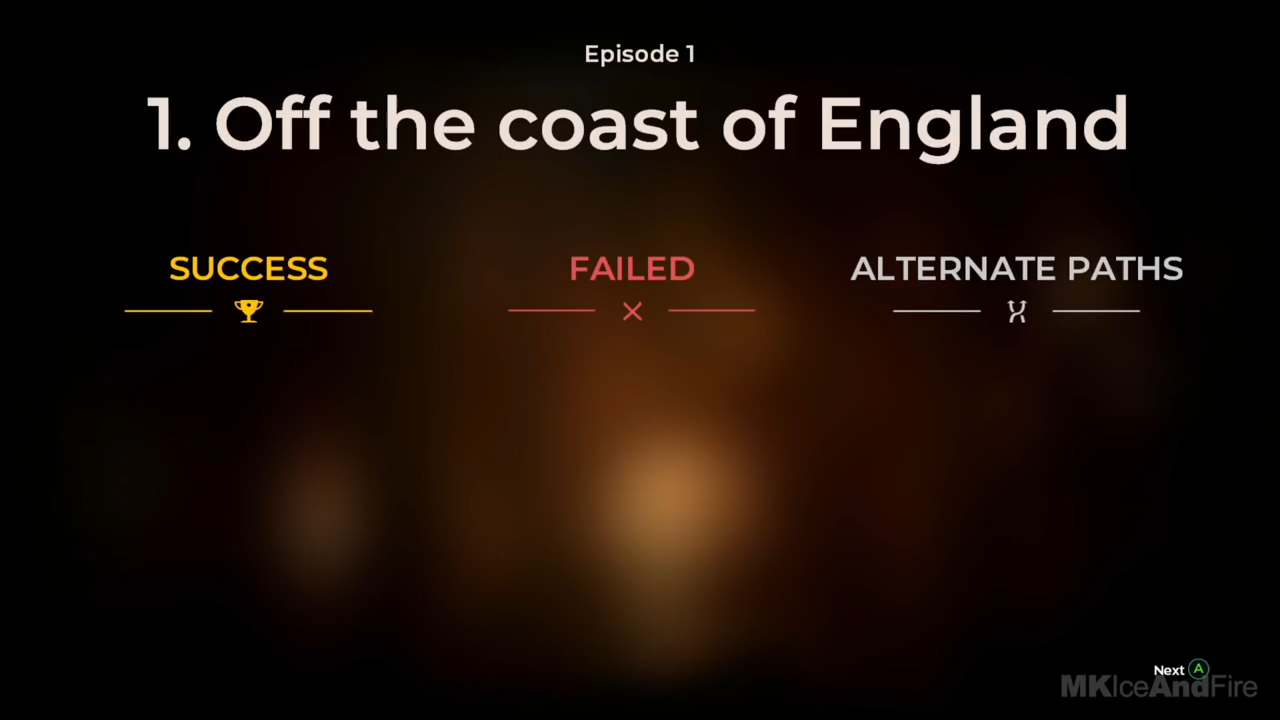 Episode 1
1. Off the coast of England
SUCCESS
FAILED
ALTERNATE PATHS
Next A
MKIceAndFire